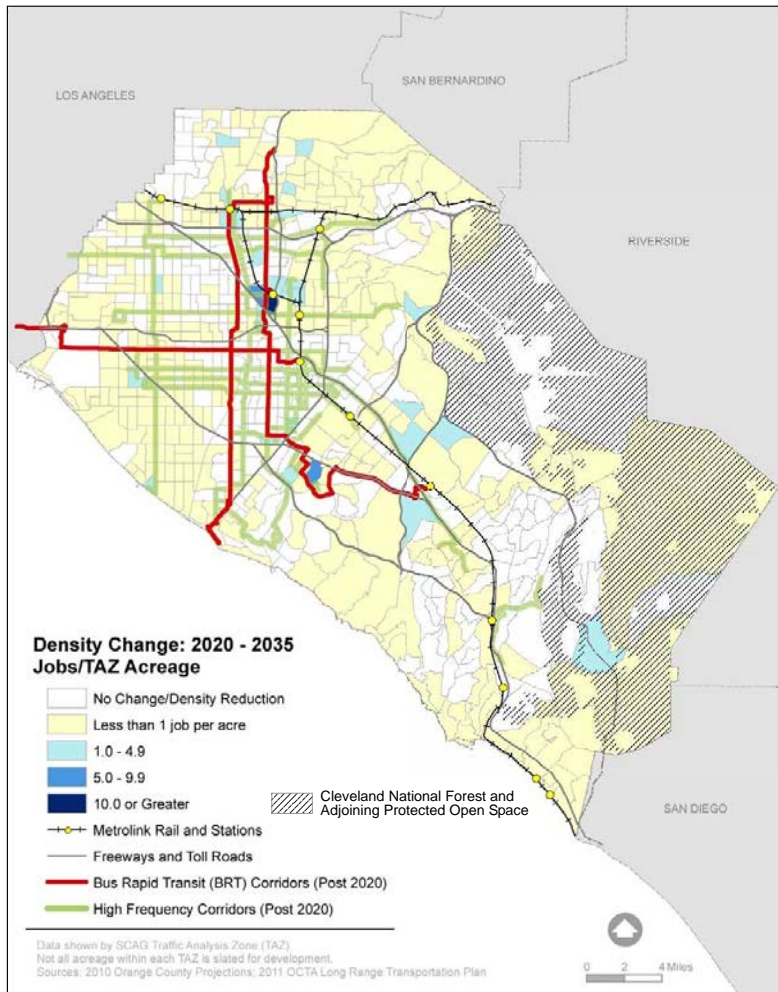 SAN BERNARDINO
LOS ANGELES
RIVERSIDE
Density Change: 2020 - 2035
Jobs/TAZ Acreage
No Change/Density Reduction
Less than 1 job per acre
1.0 - 4.9
5.0 - 9.9
10.0 or Greater
Cleveland National Forest and
Adjoining Protected Open Space
SAN DIEGO
Metrolink Rail and Stations
Freeways and Toll Roads
Bus Rapid Transit (BRT) Corridors (Post 2020)
High Frequency Corridors (Post 2020)
Data shown by SCAG Traffic Analysis Zone (TAZ)
Not all acreage within each TAZ is slated for development.
Sources: 2010 Orange County Projections; 2011 OCTA Long Range Transportation Plan
0 2 4 Miles